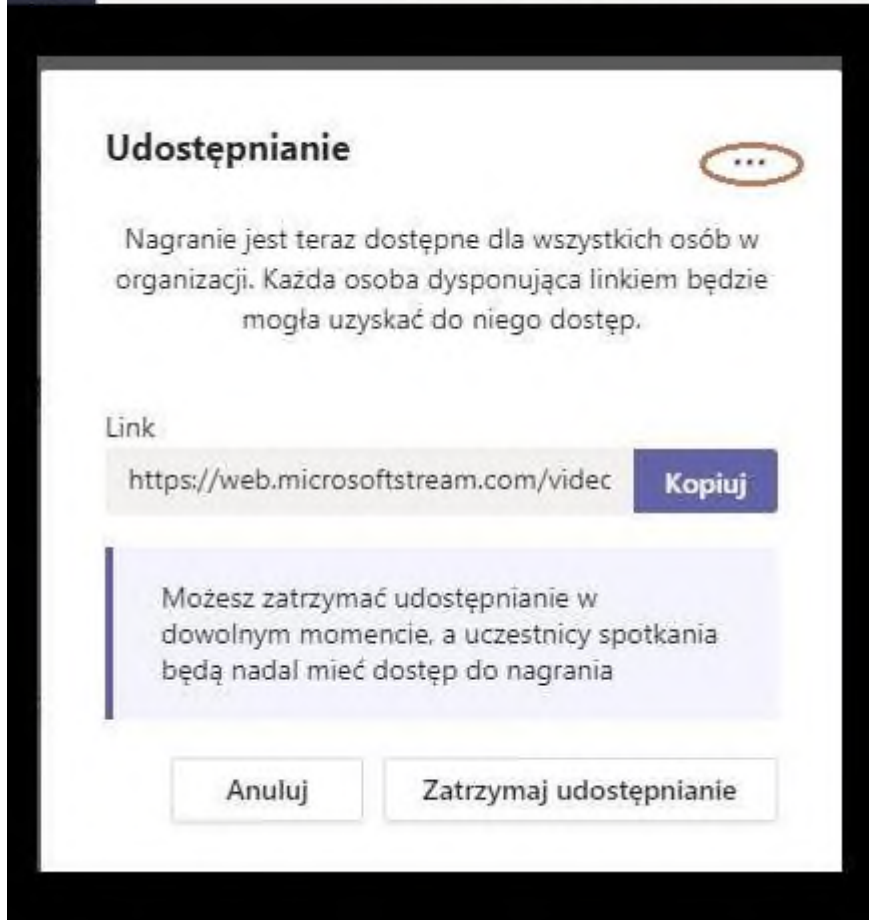 Udostępnianie
...
Nagranie jest teraz dostępne dla wszystkich osób w
organizacji. Każda osoba dysponująca linkiem będzie
mogła uzyskać do niego dostęp.
Link
https://web.microsoftstream.com/videc Kopiuj
Możesz zatrzymać udostępnianie w
dowolnym momencie, a uczestnicy spotkania
będą nadal mieć dostęp do nagrania
Anuluj Zatrzymaj udostępnianie